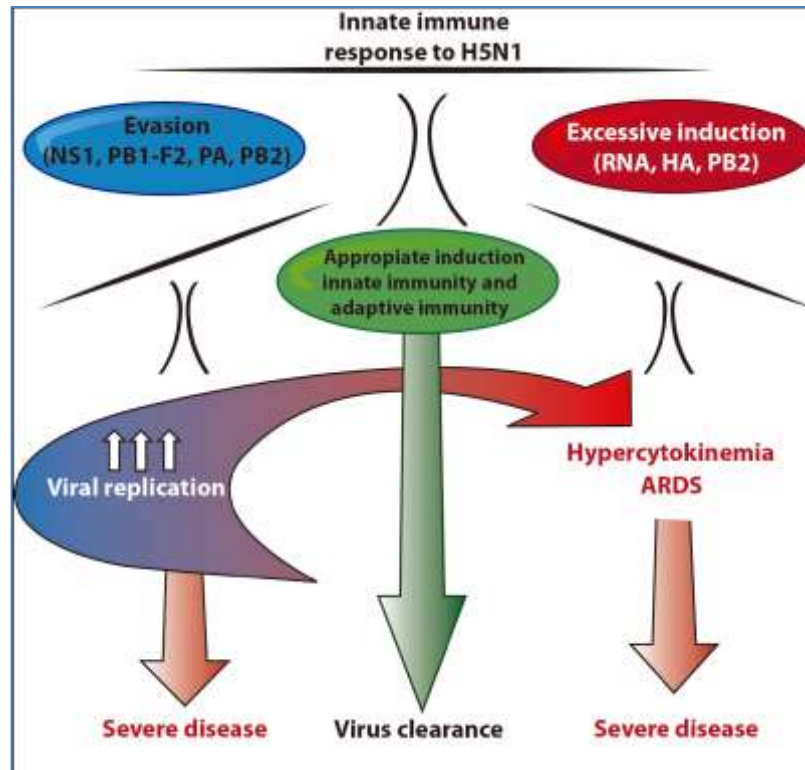 Innate immune
response to H5N1
Evasion
(NS1, PB1-F2, PA, PB2)
Excessive induction
(RNA, HA, PB2)
Appropiate induction
innate immunity and
adaptive immunity
Viral replication
Hypercytokinemia
ARDS
Severe disease
Virus clearance
Severe disease